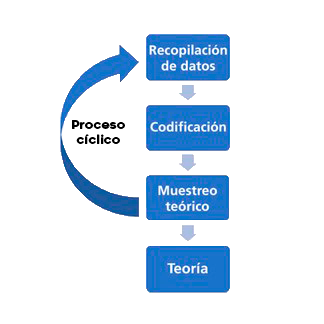 Recopilación
de datos
Proceso
cíclico
Codificación
Muestreo
teórico
Teoría